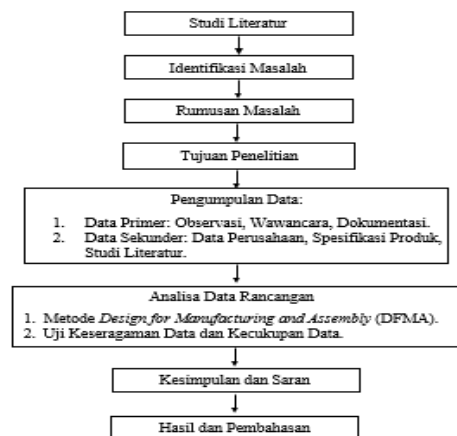 Studi Literatur
Identifikasi Masalah
Rumusan Masalah
Tujuan Penelitian
Pengumpulan Data:
1. Data Primer: Observasi, Wawancara, Dokumentasi.
2. Data Sekunder: Data Perusahaan, Spesifikasi Produk,
Studi Literatur.
Analisa Data Rancangan
1. Metode Design for Manufacturing and Assembly (DFMA).
2. Uji Keseragaman Data dan Kecukupan Data.
Kesimpulan dan Saran
Hasil dan Pembahasan